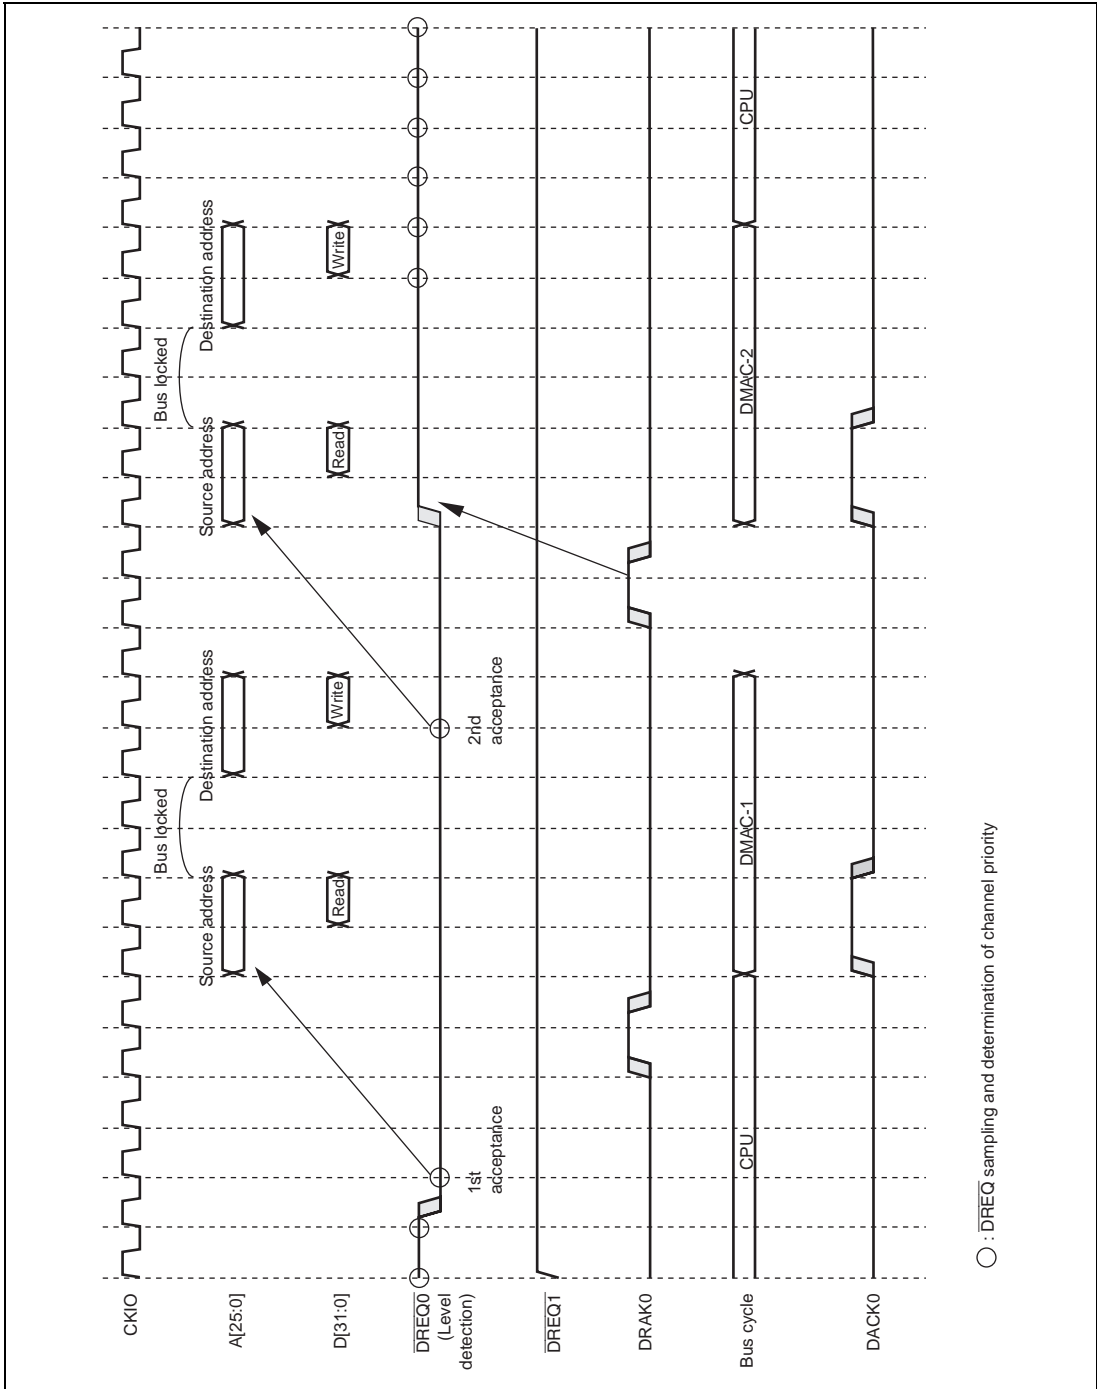 CKIO
Bus locked
Bus locked
A[25:0]
Source address
Destination address
Source address
Destination address
D[31:0]
Read
Write
Read
Write
DREQ0
(Level
detection)
1st
acceptance
2nd
acceptance
DREQ1
DRAK0
Bus cycle
CPU
DMAC-1
DMAC-2
CPU
DACK0
: DREQ sampling and determination of channel priority